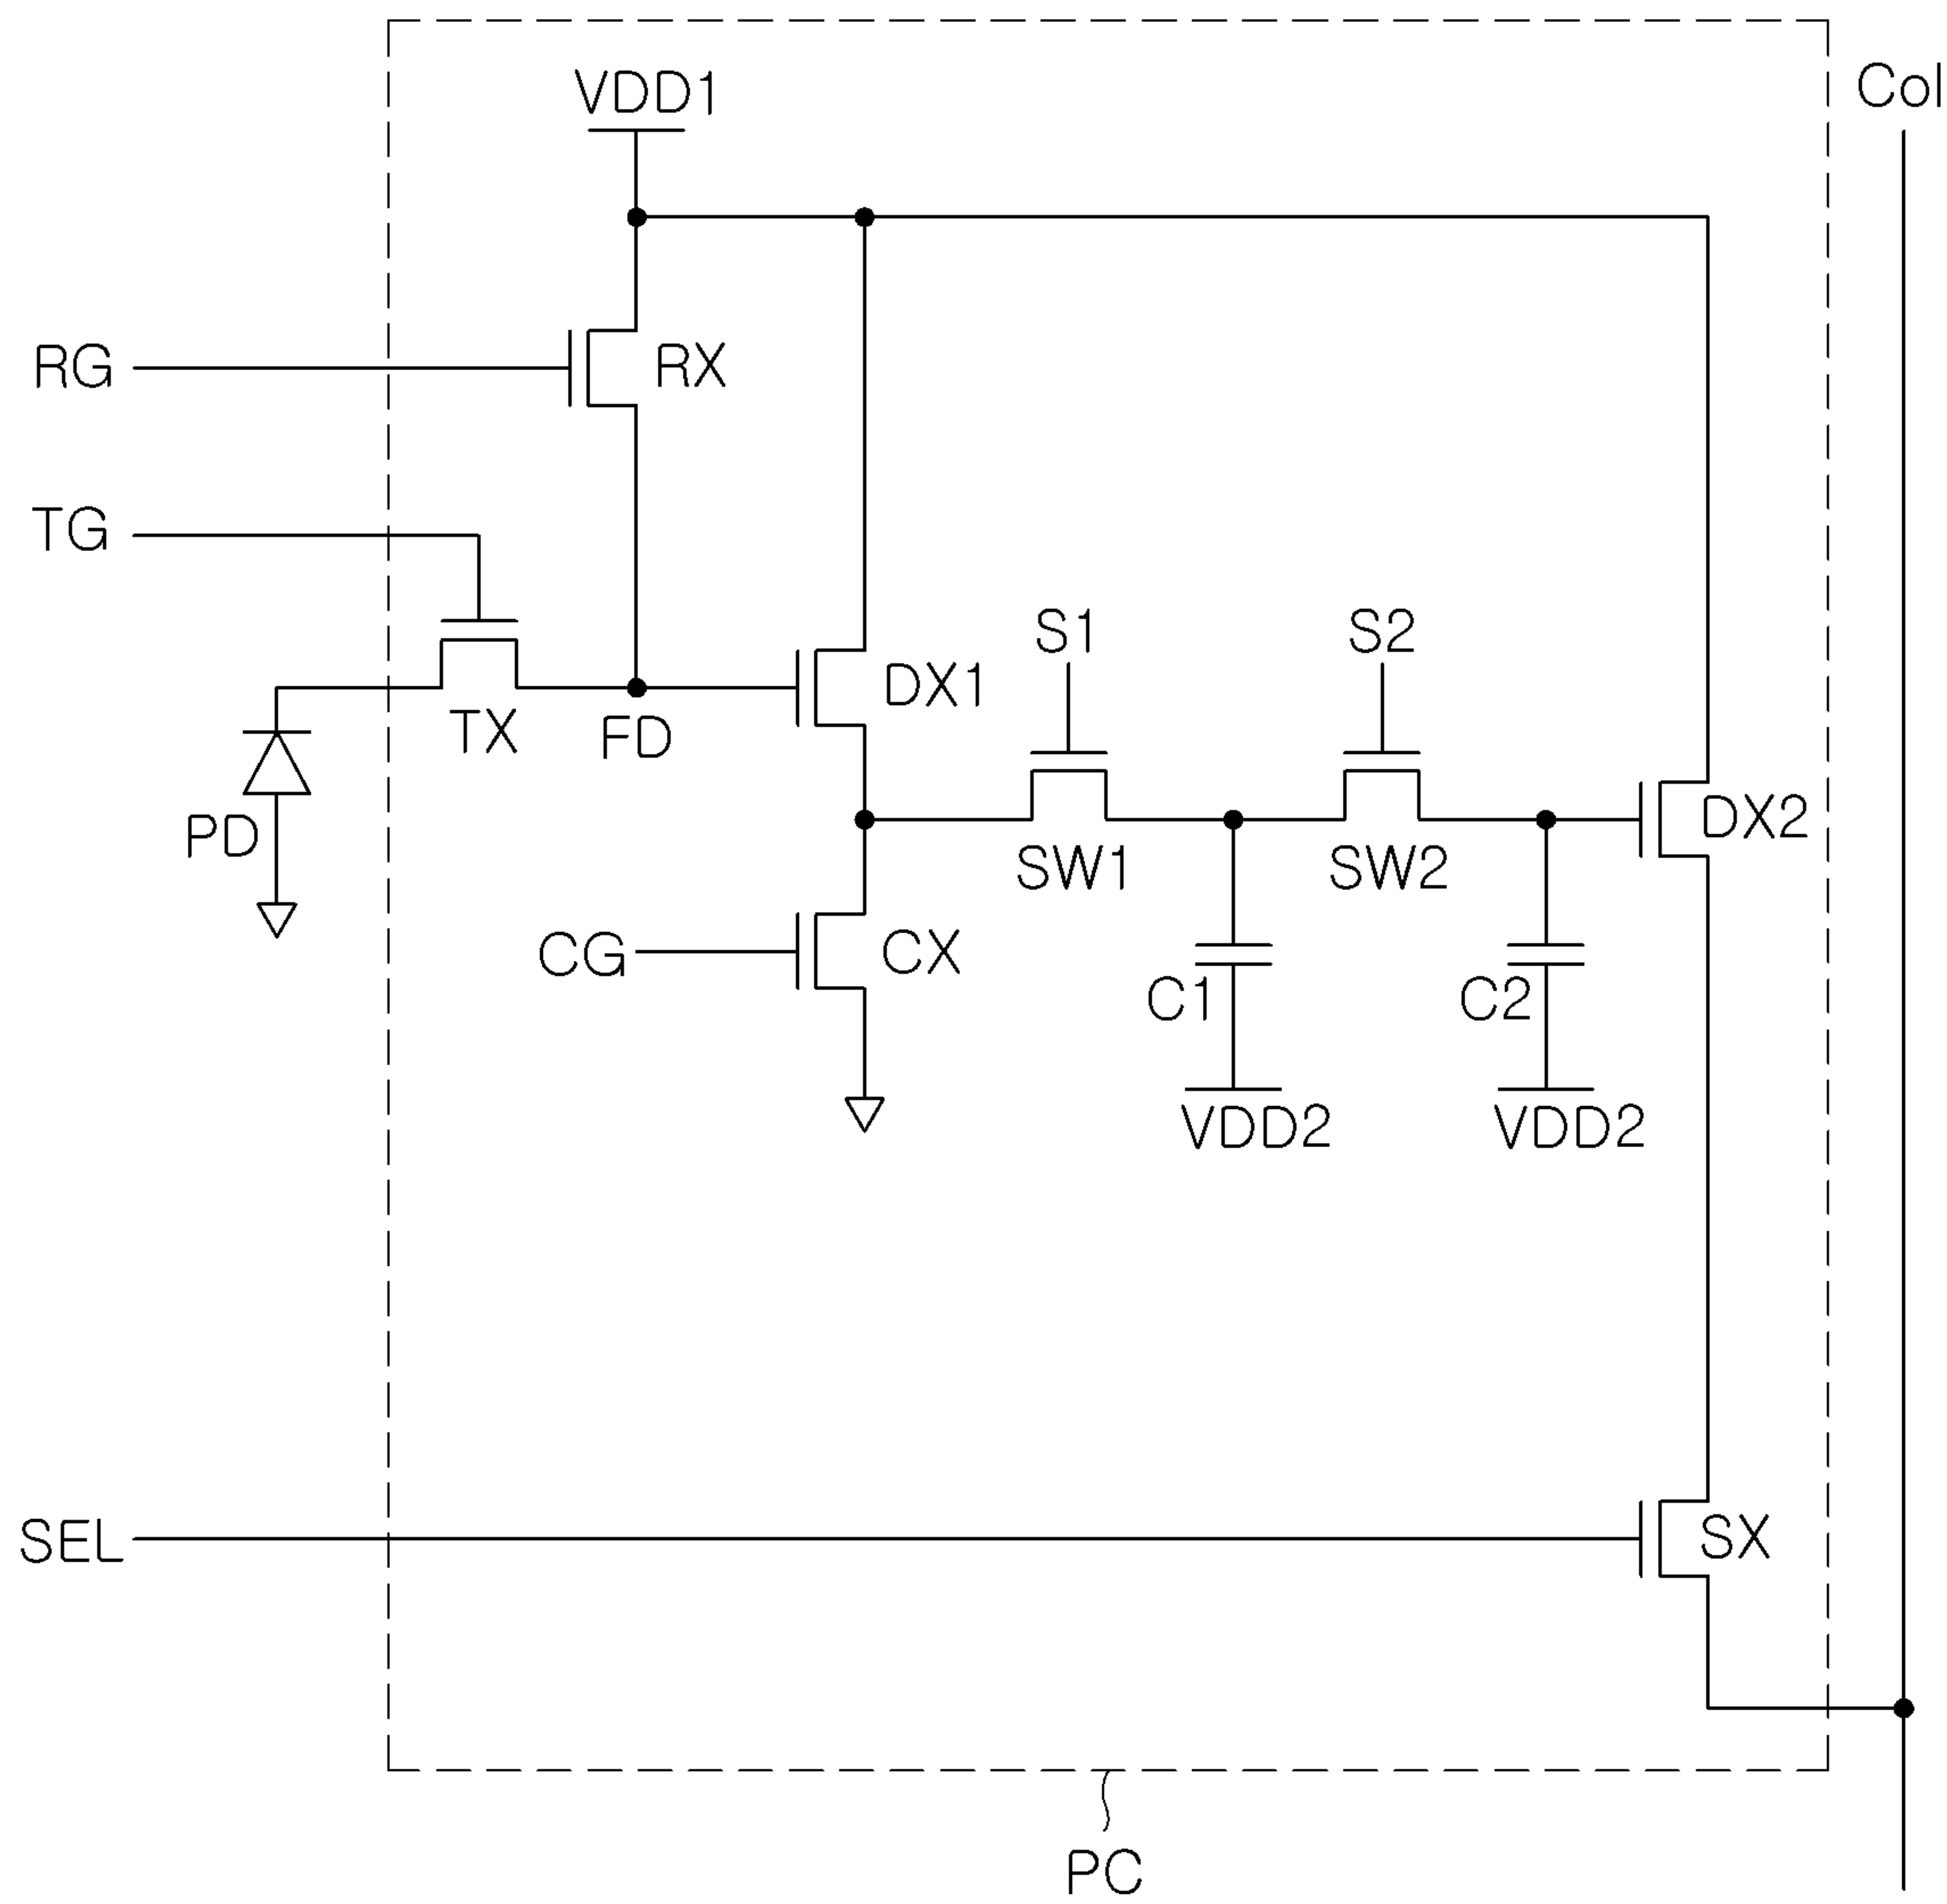 VDD1
Col
RG
RX
TG
S1
S2
DX1
TX
FD
DX2
PD
SW1
SW2
CG
CX
C1
C2
VDD2
VDD2
SEL
SX
PC